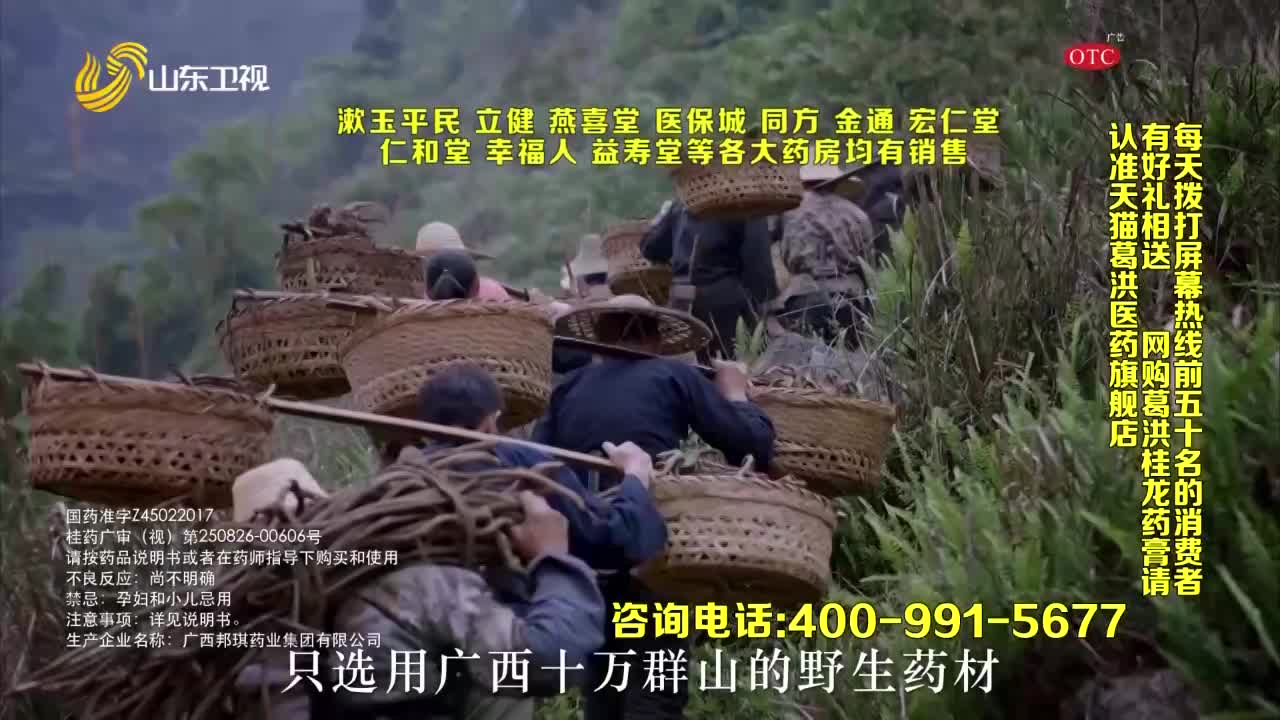 山东卫视
广告
OTC
漱玉平民 立健 燕喜堂 医保城 同方 金通 宏仁堂
仁和堂 幸福人 益寿堂等各大药房均有销售
每天拨打屏幕热线前五十名的消费者
有好礼相送 网购葛洪桂龙药膏请
认准天猫葛洪医药旗舰店
国药准字Z45022017
桂药广审（视）第250826-00606号
请按药品说明书或者在药师指导下购买和使用
不良反应：尚不明确
禁忌：孕妇和小儿忌用
注意事项：详见说明书。
生产企业名称：广西邦琪药业集团有限公司
咨询电话:400-991-5677
只选用广西十万群山的野生药材